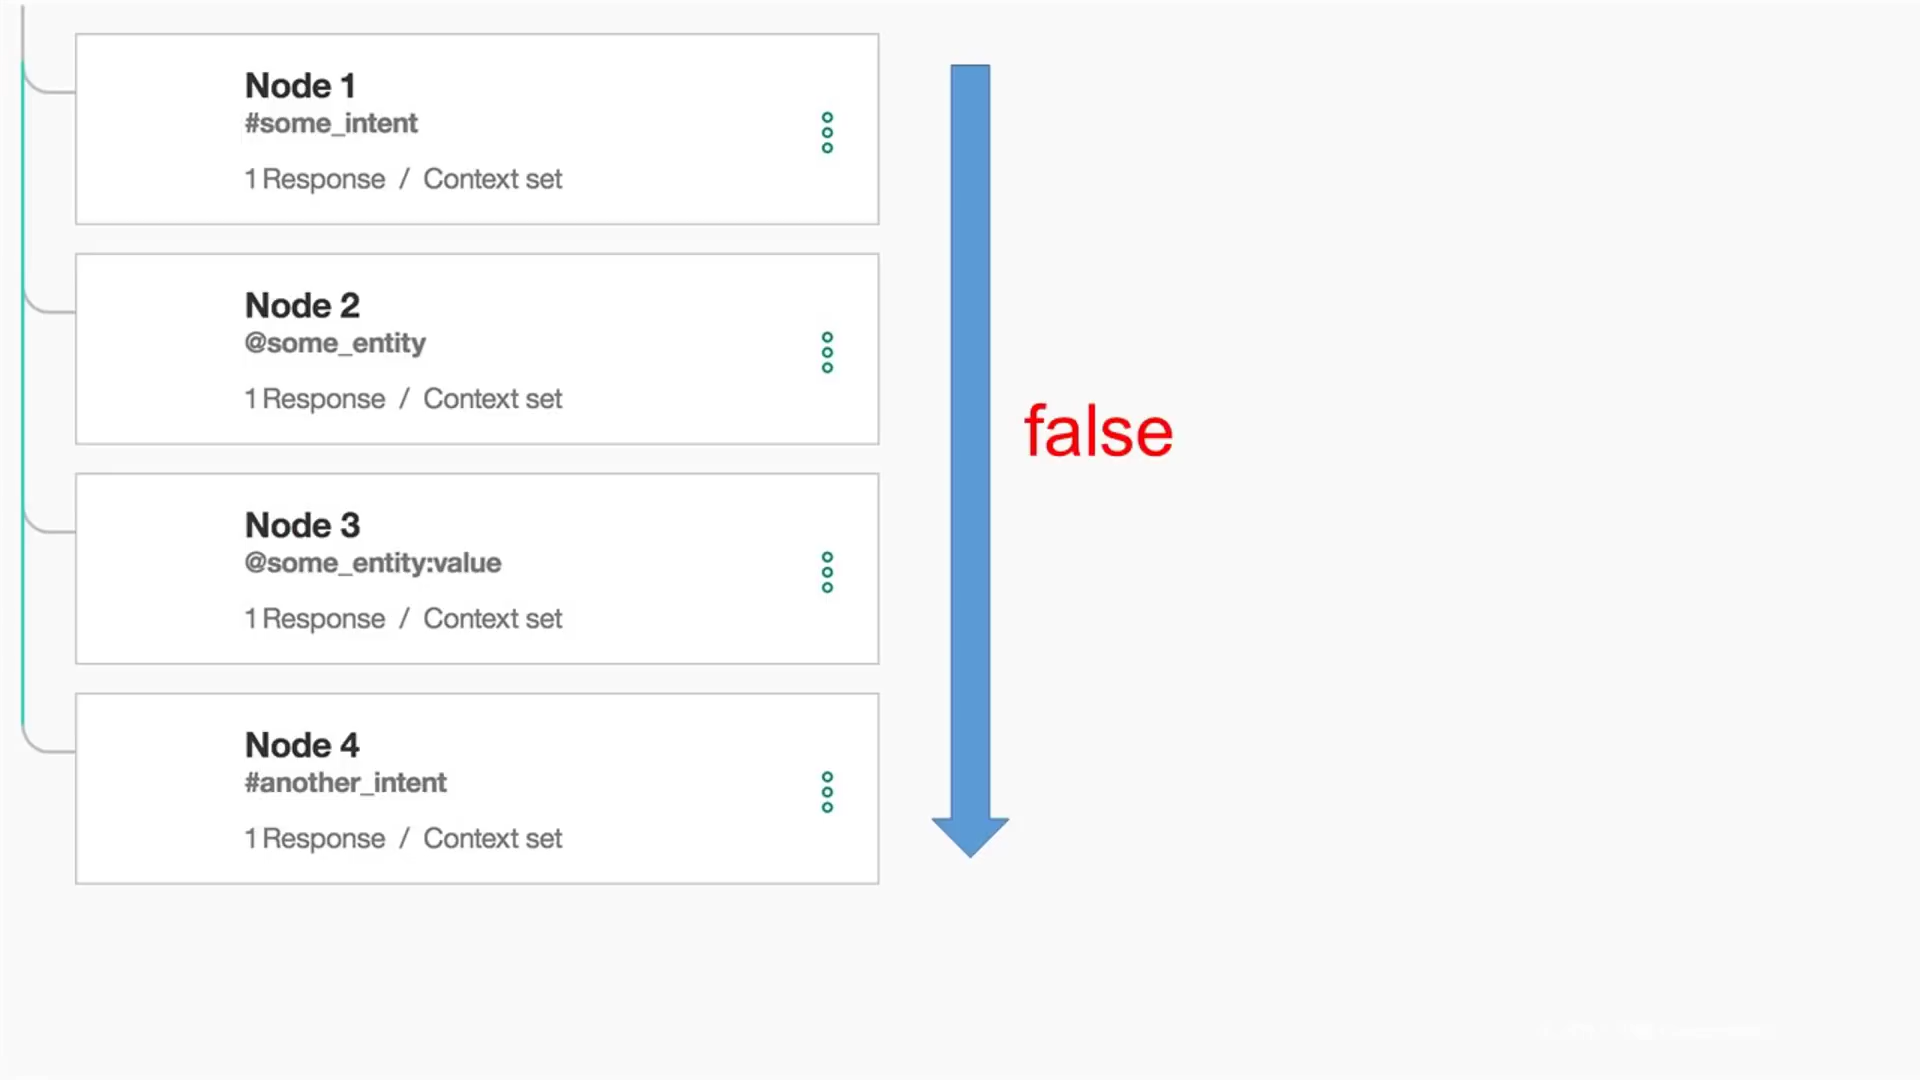 Node 1
#some_intent
1 Response / Context set
Node 2
@some_entity
1 Response / Context set
false
Node 3
@some_entity:value
1 Response / Context set
Node 4
#another_intent
1 Response / Context set